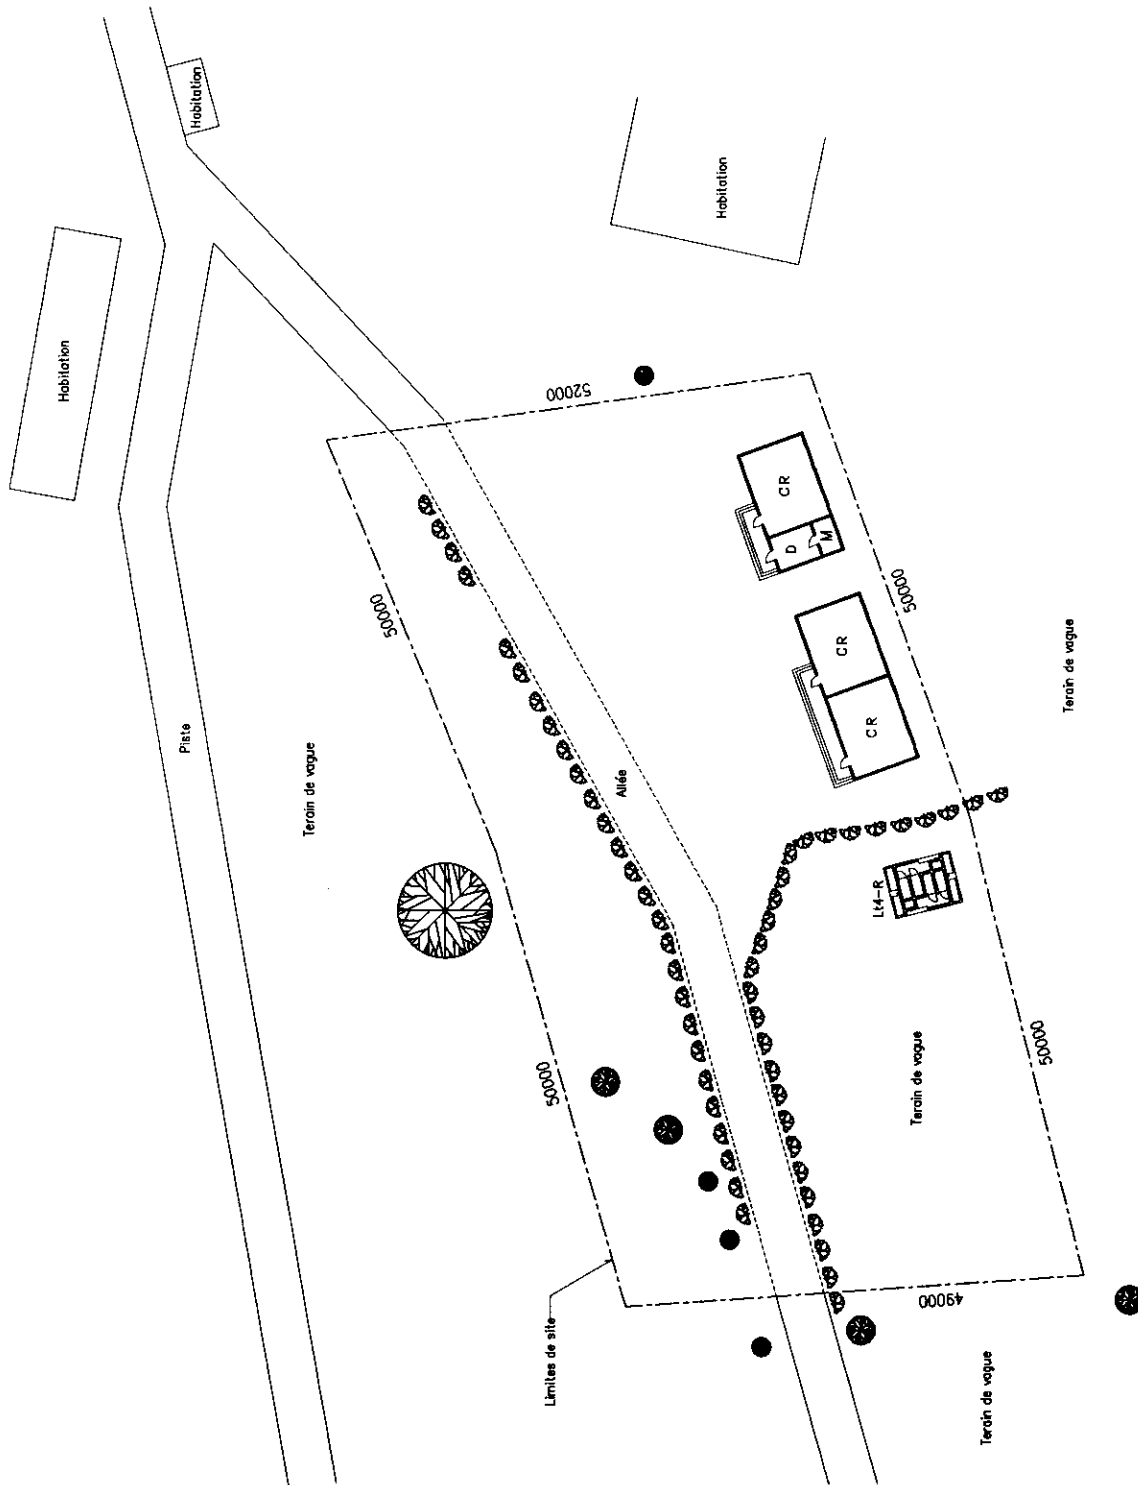 Habitation
Habitation
Habitation
Piste
Terain de vague
52000
50000
CR
D
M
50000
CR
CR
Terain de vague
Allée
Lt4-R
50000
50000
Terain de vague
Limites de site
49000
Terain de vague